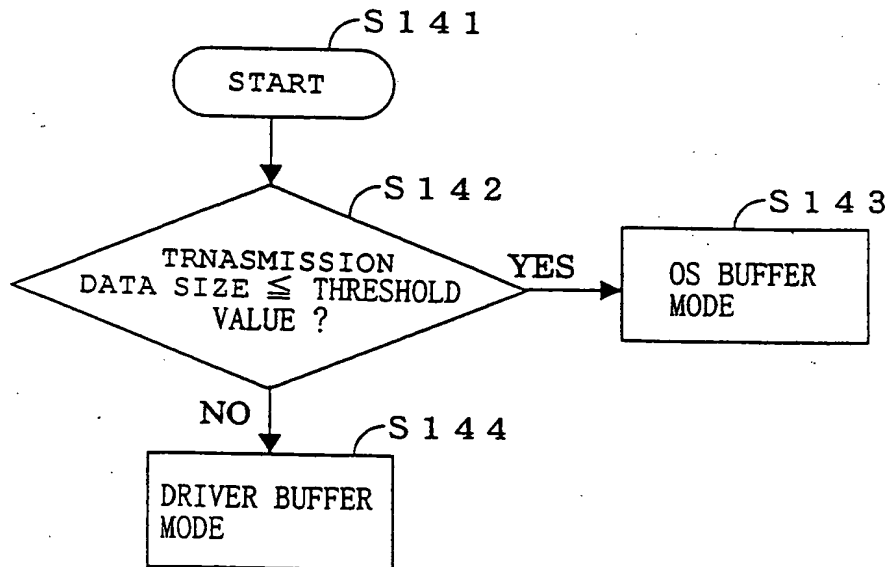 S141
START
S142
TRNASMISSION
DATA SIZE ≦ THRESHOLD
VALUE ?
YES
S143
OS BUFFER
MODE
NO
S144
DRIVER BUFFER
MODE